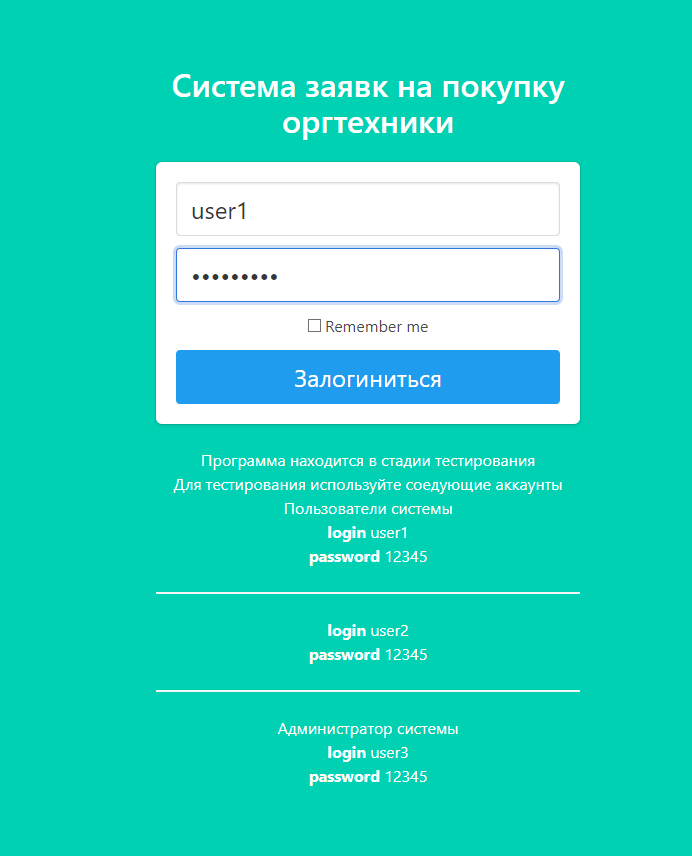 Система заявк на покупку
оргтехники
user1
•••••••••
Remember me
Залогиниться
Программа находится в стадии тестирования
Для тестирования используйте соедующие аккаунты
Пользователи системы
login user1
password 12345
login user2
password 12345
Администратор системы
login user3
password 12345